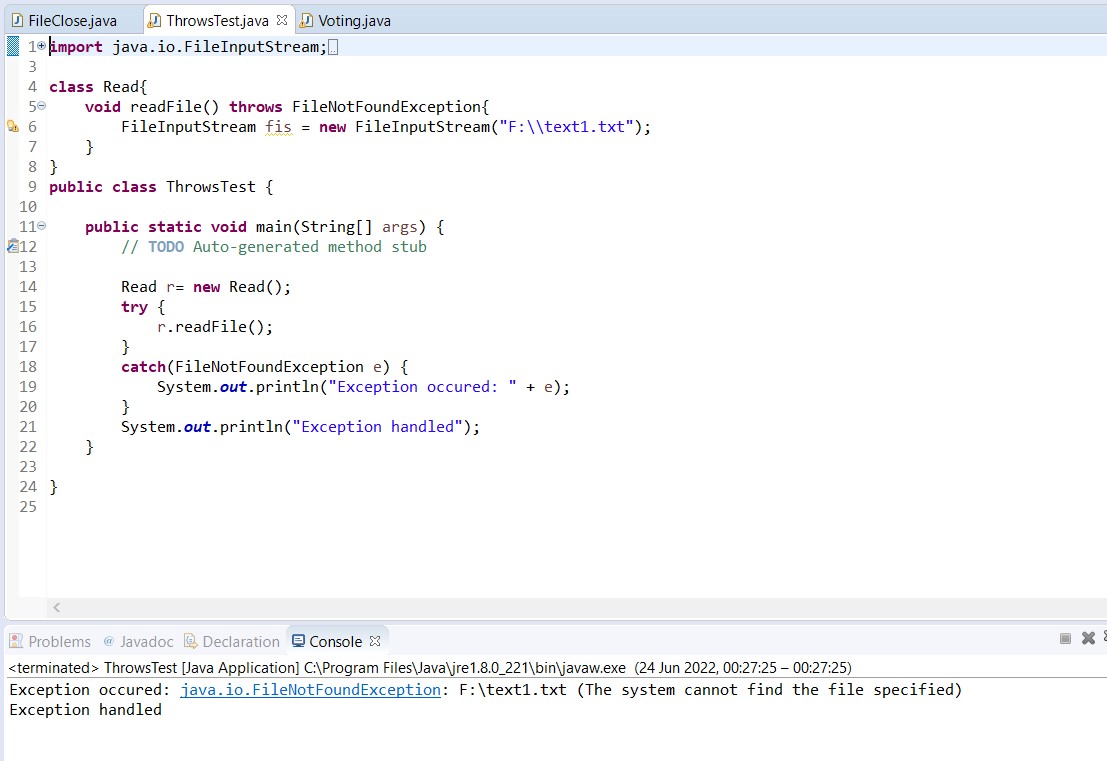 FileClose.java ThrowsTest.java Voting.java
1 import java.io.FileInputStream;
3
4 class Read{
5     void readFile() throws FileNotFoundException{
6         FileInputStream fis = new FileInputStream("F:\\text1.txt");
7     }
8 }
9 public class ThrowsTest {
10
11     public static void main(String[] args) {
12         // TODO Auto-generated method stub
13
14         Read r= new Read();
15         try {
16             r.readFile();
17         }
18         catch(FileNotFoundException e) {
19             System.out.println("Exception occured: " + e);
20         }
21         System.out.println("Exception handled");
22     }
23
24 }
25
Problems Javadoc Declaration Console
<terminated> ThrowsTest [Java Application] C:\Program Files\Java\jre1.8.0_221\bin\javaw.exe (24 Jun 2022, 00:27:25 – 00:27:25)
Exception occured: java.io.FileNotFoundException: F:\text1.txt (The system cannot find the file specified)
Exception handled